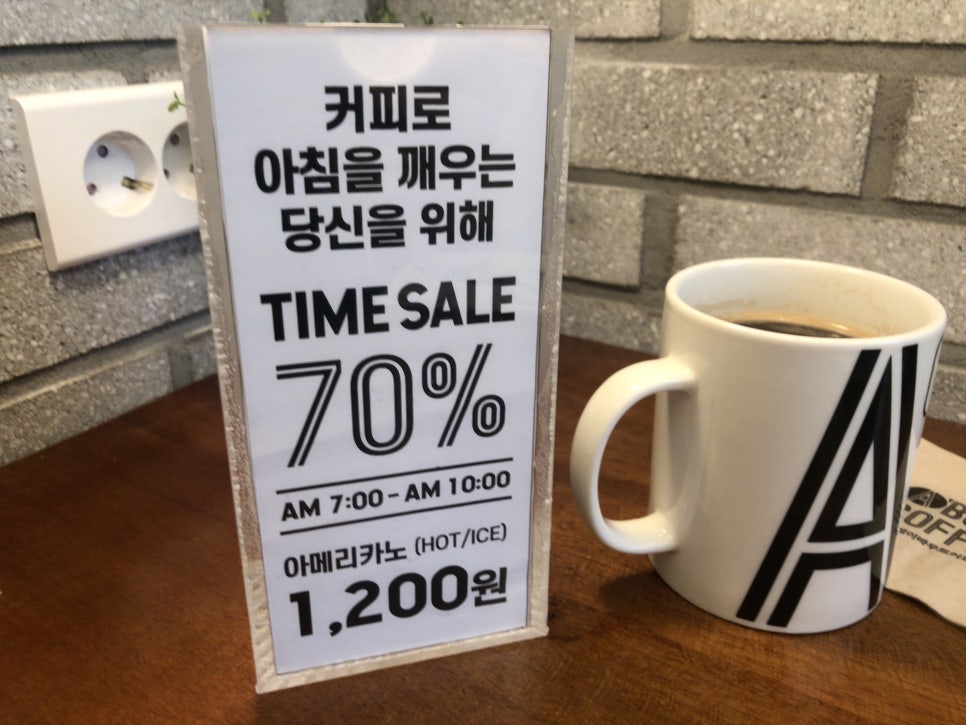 커피로
아침을 깨우는
당신을 위해
TIME SALE
70%
AM 7:00 - AM 10:00
아메리카노 (HOT/ICE)
1,200원
A